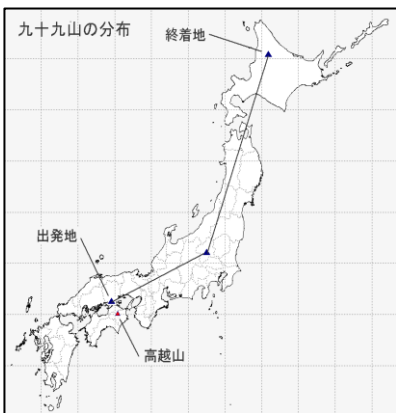 九十九山の分布
終着地
出発地
高越山